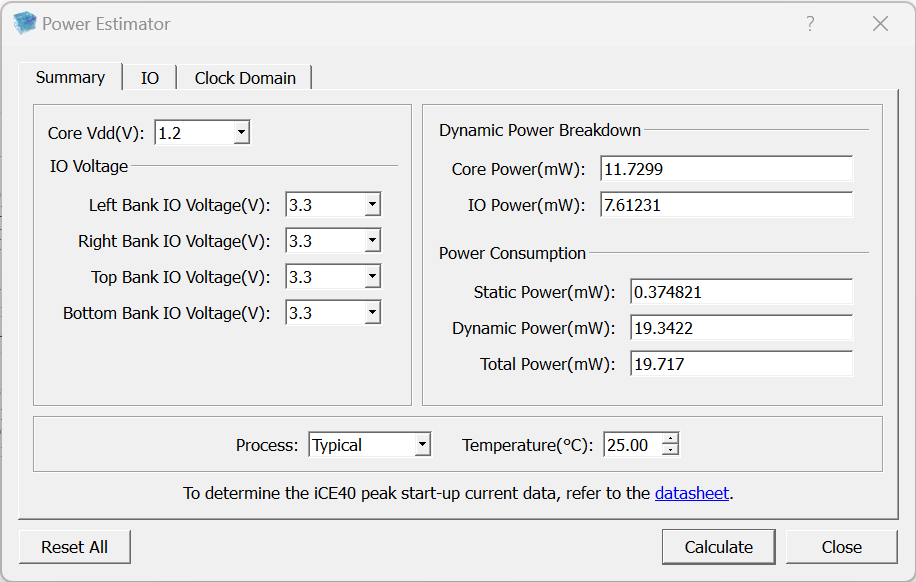 Power Estimator
Summary IO Clock Domain
Core Vdd(V): 1.2
IO Voltage
Left Bank IO Voltage(V): 3.3
Right Bank IO Voltage(V): 3.3
Top Bank IO Voltage(V): 3.3
Bottom Bank IO Voltage(V): 3.3
Dynamic Power Breakdown
Core Power(mW): 11.7299
IO Power(mW): 7.61231
Power Consumption
Static Power(mW): 0.374821
Dynamic Power(mW): 19.3422
Total Power(mW): 19.717
Process: Typical Temperature(°C): 25.00
To determine the iCE40 peak start-up current data, refer to the datasheet.
Reset All Calculate Close